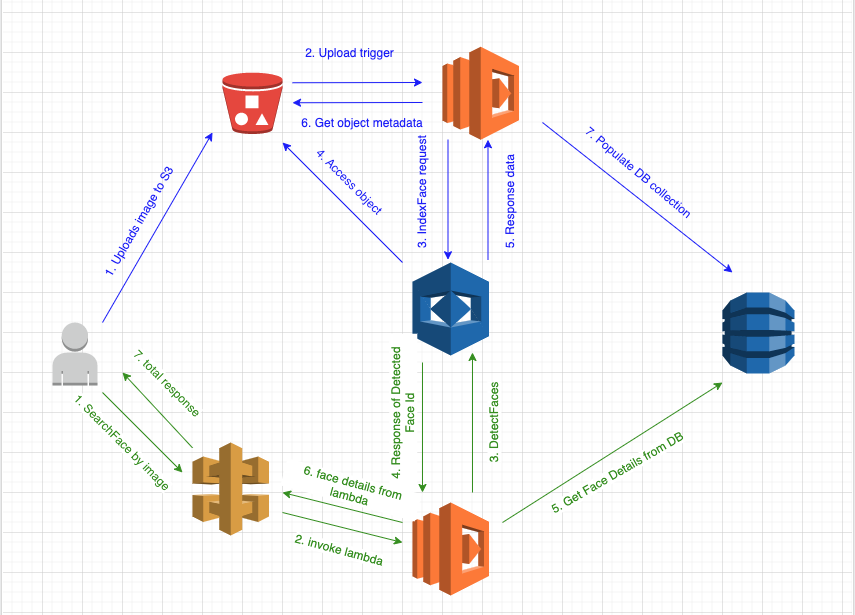 2. Upload trigger
6. Get object metadata
1. Uploads image to S3
4. Access object
3. IndexFace request
5. Response data
7. Populate DB collection
7. total response
1. SearchFace by image
4. Response of Detected
Face Id
3. DetectFaces
6. face details from
lambda
2. invoke lambda
5. Get Face Details from DB